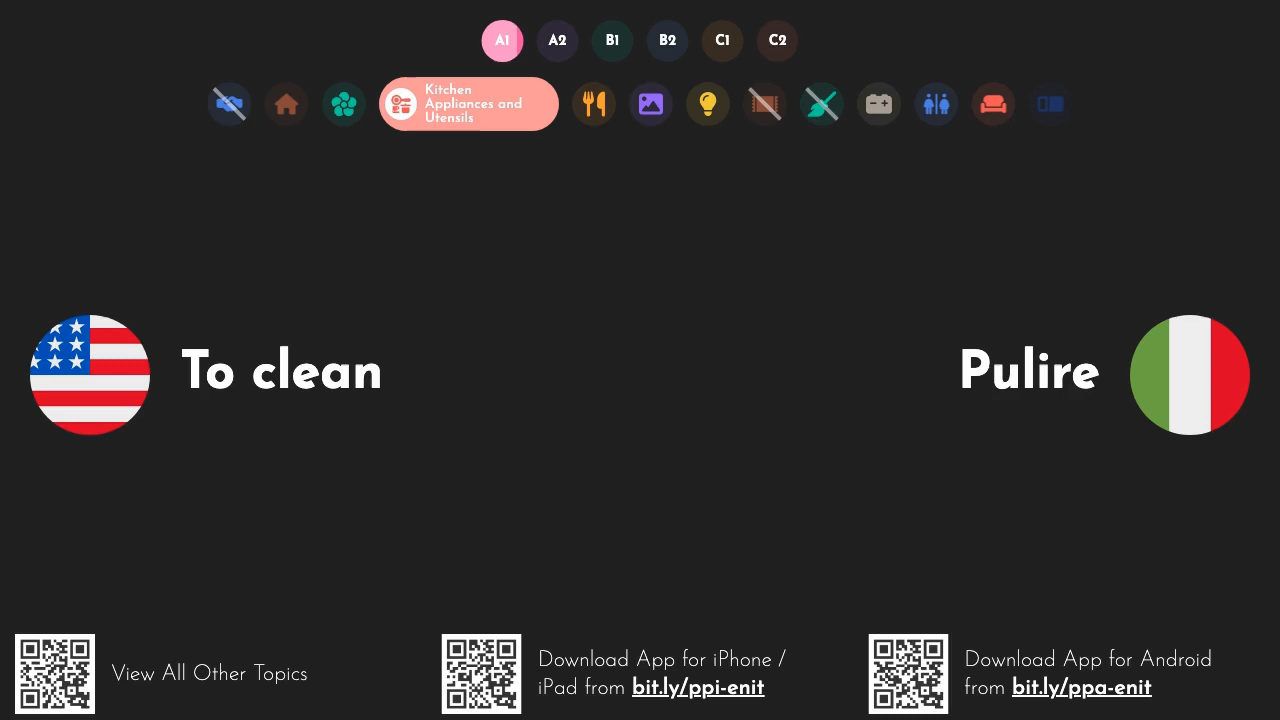 A1 A2 B1 B2 C1 C2
Kitchen
Appliances and
Utensils
To clean
Pulire
View All Other Topics
Download App for iPhone /
iPad from bit.ly/ppi-enit
Download App for Android
from bit.ly/ppa-enit